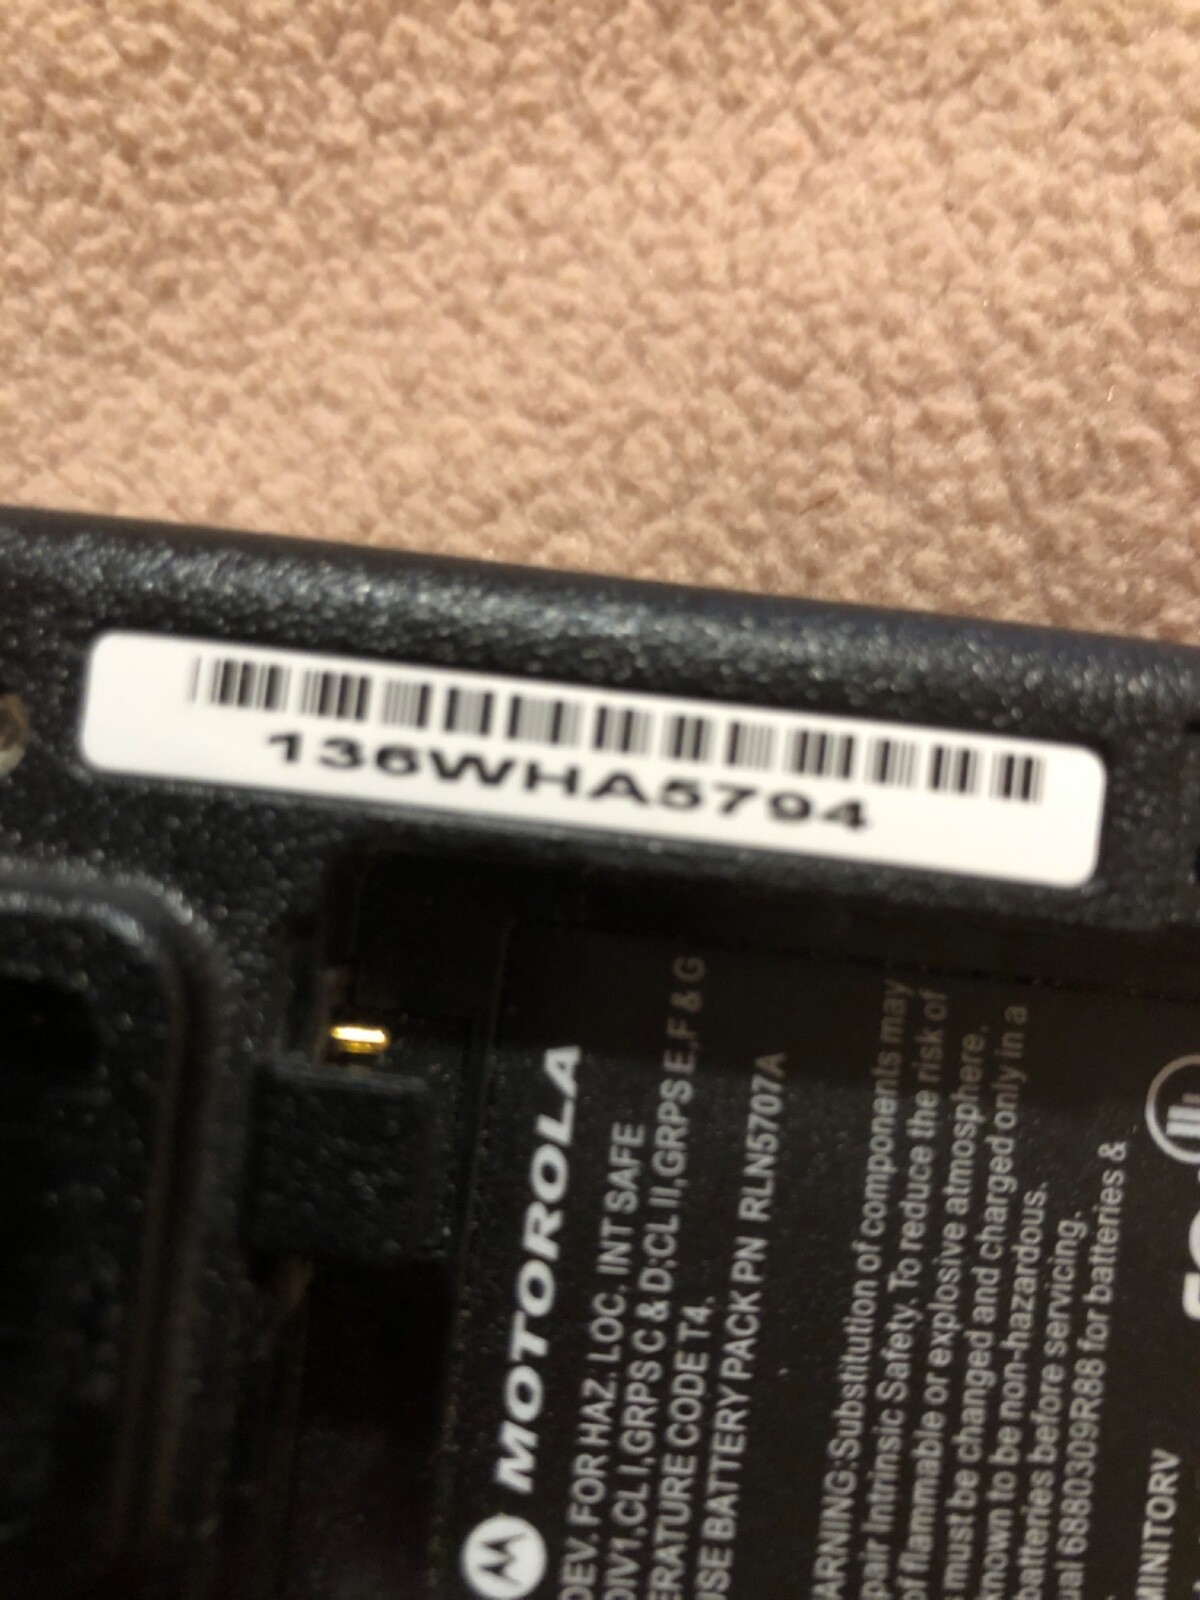 136WHA5794
MOTOROLA
DEV. FOR HAZ. LOC. INT SAFE
DIV1,CL I,GRPS C & D;CL II,GRPS E,F & G
ERATURE CODE T4.
USE BATTERY PACK PN RLN5707A
ARNING:Substitution of components may
pair Intrinsic Safety. To reduce the risk of
of flammable or explosive atmosphere,
must be changed and charged only in a
known to be non-hazardous.
batteries before servicing.
ual 6880309R88 for batteries &
MINITOR V